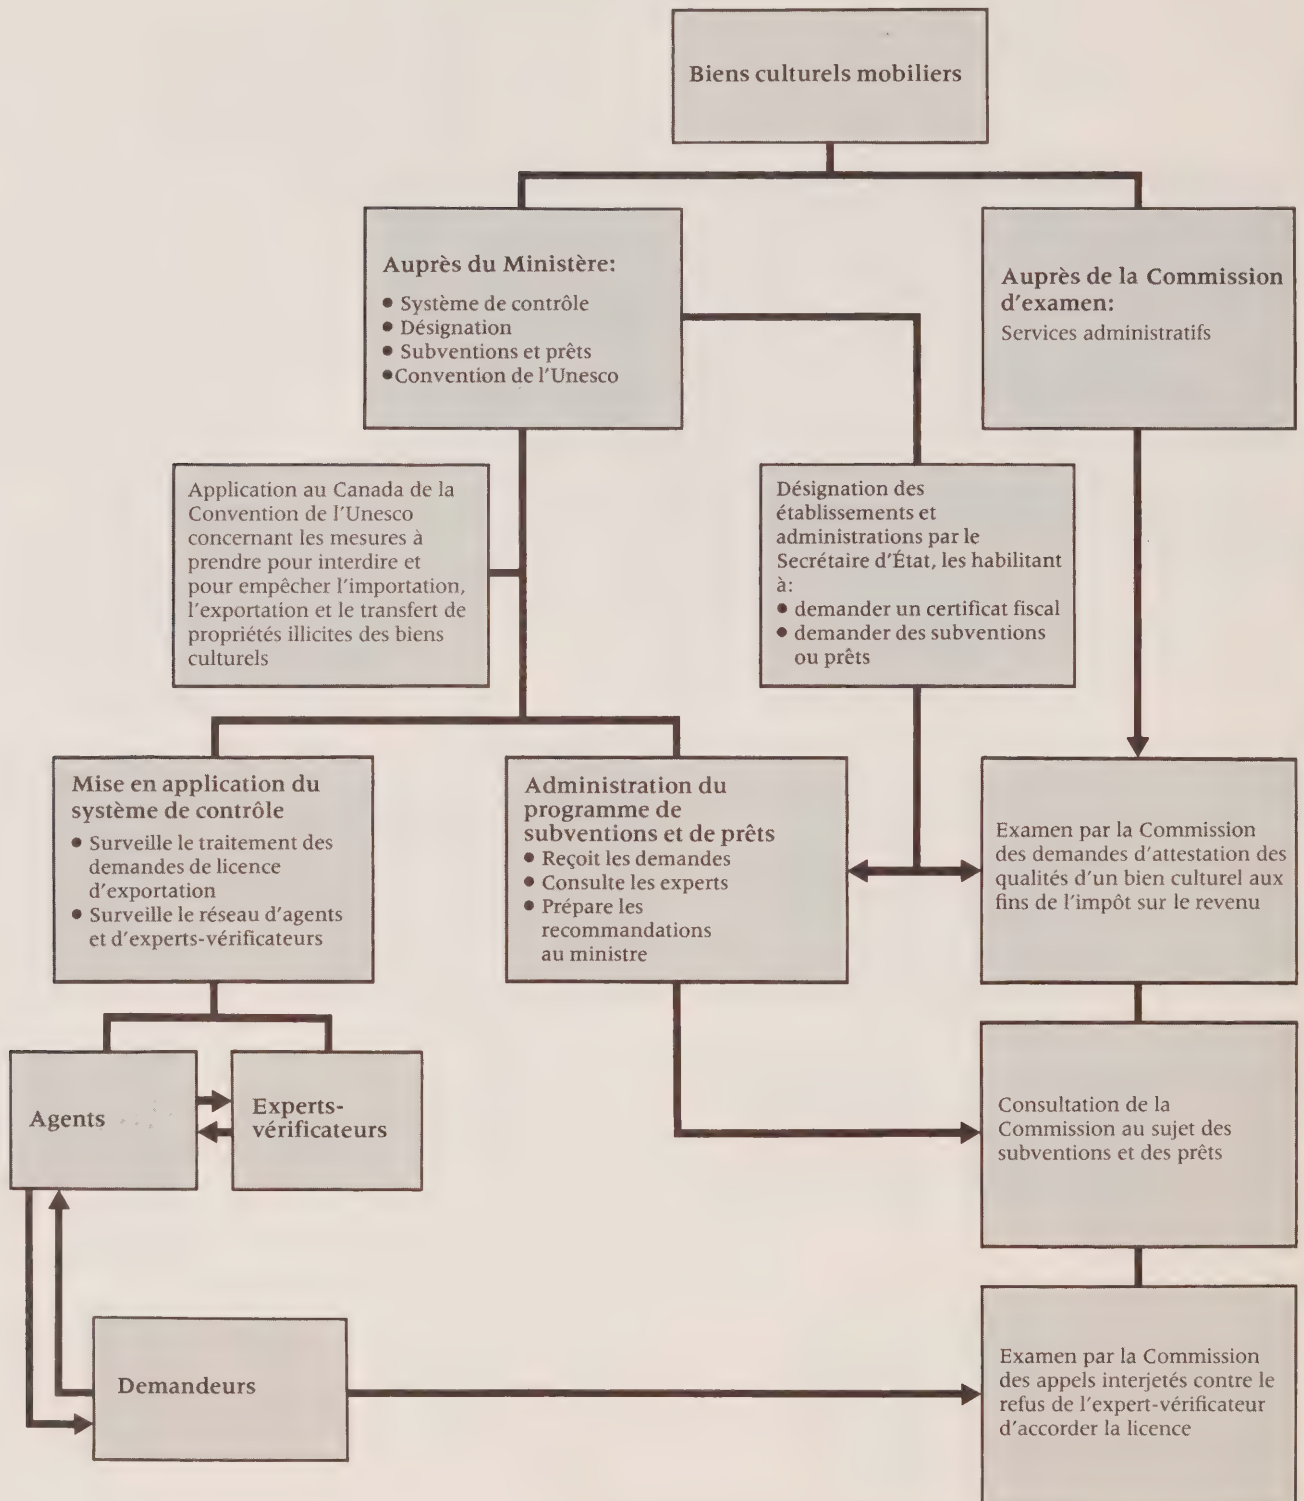 Biens culturels mobiliers
Auprès du Ministère:
• Système de contrôle
• Désignation
• Subventions et prêts
•Convention de l'Unesco
Auprès de la Commission
d'examen:
Services administratifs
Application au Canada de la
Convention de l'Unesco
concernant les mesures à
prendre pour interdire et
pour empêcher l'importation,
l'exportation et le transfert de
propriétés illicites des biens
culturels
Désignation des
établissements et
administrations par le
Secrétaire d'État, les habilitant
à:
• demander un certificat fiscal
• demander des subventions
ou prêts
Mise en application du
système de contrôle
• Surveille le traitement des
demandes de licence
d'exportation
• Surveille le réseau d'agents
et d'experts-vérificateurs
Administration du
programme de
subventions et de prêts
• Reçoit les demandes
• Consulte les experts
• Prépare les
recommandations
au ministre
Examen par la Commission
des demandes d'attestation des
qualités d'un bien culturel aux
fins de l'impôt sur le revenu
Agents
Experts-
vérificateurs
Consultation de la
Commission au sujet des
subventions et des prêts
Demandeurs
Examen par la Commission
des appels interjetés contre le
refus de l'expert-vérificateur
d'accorder la licence